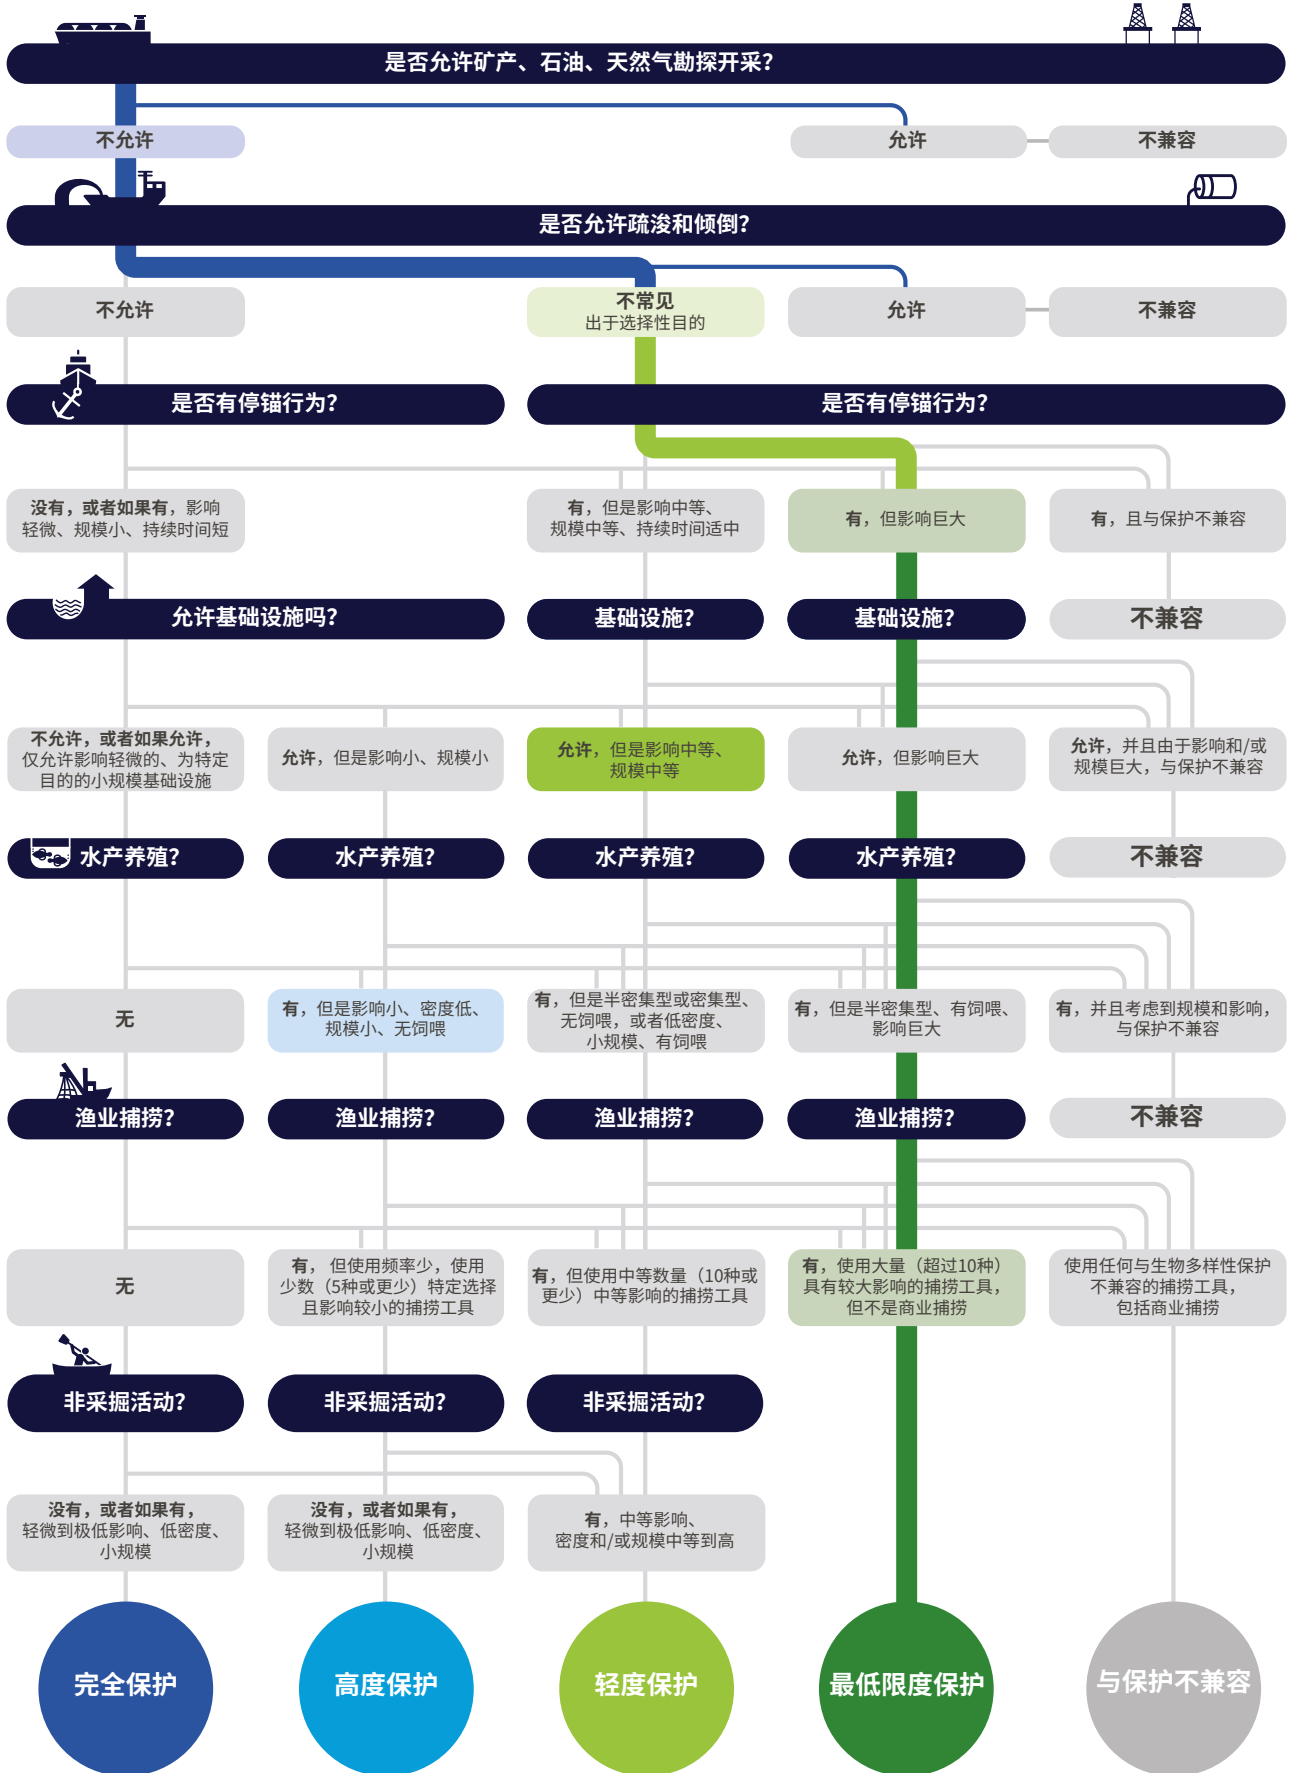 是否允许矿产、石油、天然气勘探开采？
不允许
允许
不兼容
是否允许疏浚和倾倒？
不允许
不常见
出于选择性目的
允许
不兼容
是否有停锚行为？
是否有停锚行为？
没有，或者如果有，影响
轻微、规模小、持续时间短
有，但是影响中等、
规模中等、持续时间适中
有，但影响巨大
有，且与保护不兼容
允许基础设施吗？
基础设施？
基础设施？
不兼容
不允许，或者如果允许，
仅允许影响轻微的、为特定
目的的小规模基础设施
允许，但是影响小、规模小
允许，但是影响中等、
规模中等
允许，但影响巨大
允许，并且由于影响和/或
规模巨大，与保护不兼容
水产养殖？
水产养殖？
水产养殖？
水产养殖？
不兼容
无
有，但是影响小、密度低、
规模小、无饲喂
有，但是半密集型或密集型、
无饲喂，或者低密度、
小规模、有饲喂
有，但是半密集型、有饲喂、
影响巨大
有，并且考虑到规模和影响，
与保护不兼容
渔业捕捞？
渔业捕捞？
渔业捕捞？
渔业捕捞？
不兼容
无
有， 但使用频率少，使用
少数（5种或更少）特定选择
且影响较小的捕捞工具
有，但使用中等数量（10种或
更少）中等影响的捕捞工具
有，使用大量（超过10种）
具有较大影响的捕捞工具，
但不是商业捕捞
使用任何与生物多样性保护
不兼容的捕捞工具，
包括商业捕捞
非采掘活动？
非采掘活动？
非采掘活动？
没有，或者如果有，
轻微到极低影响、低密度、
小规模
没有，或者如果有，
轻微到极低影响、低密度、
小规模
有，中等影响、
密度和/或规模中等到高
完全保护
高度保护
轻度保护
最低限度保护
与保护不兼容